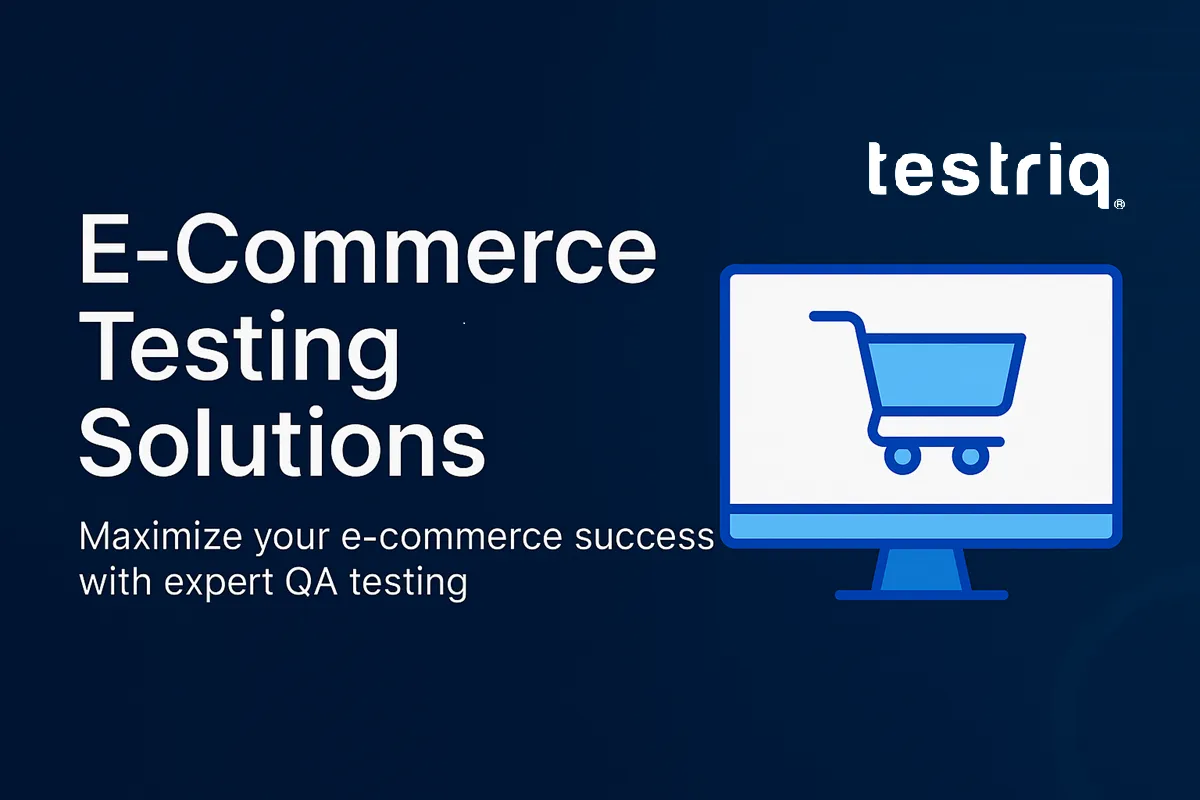 testriq®
E-Commerce
Testing
Solutions
Maximize your e-commerce success
with expert QA testing